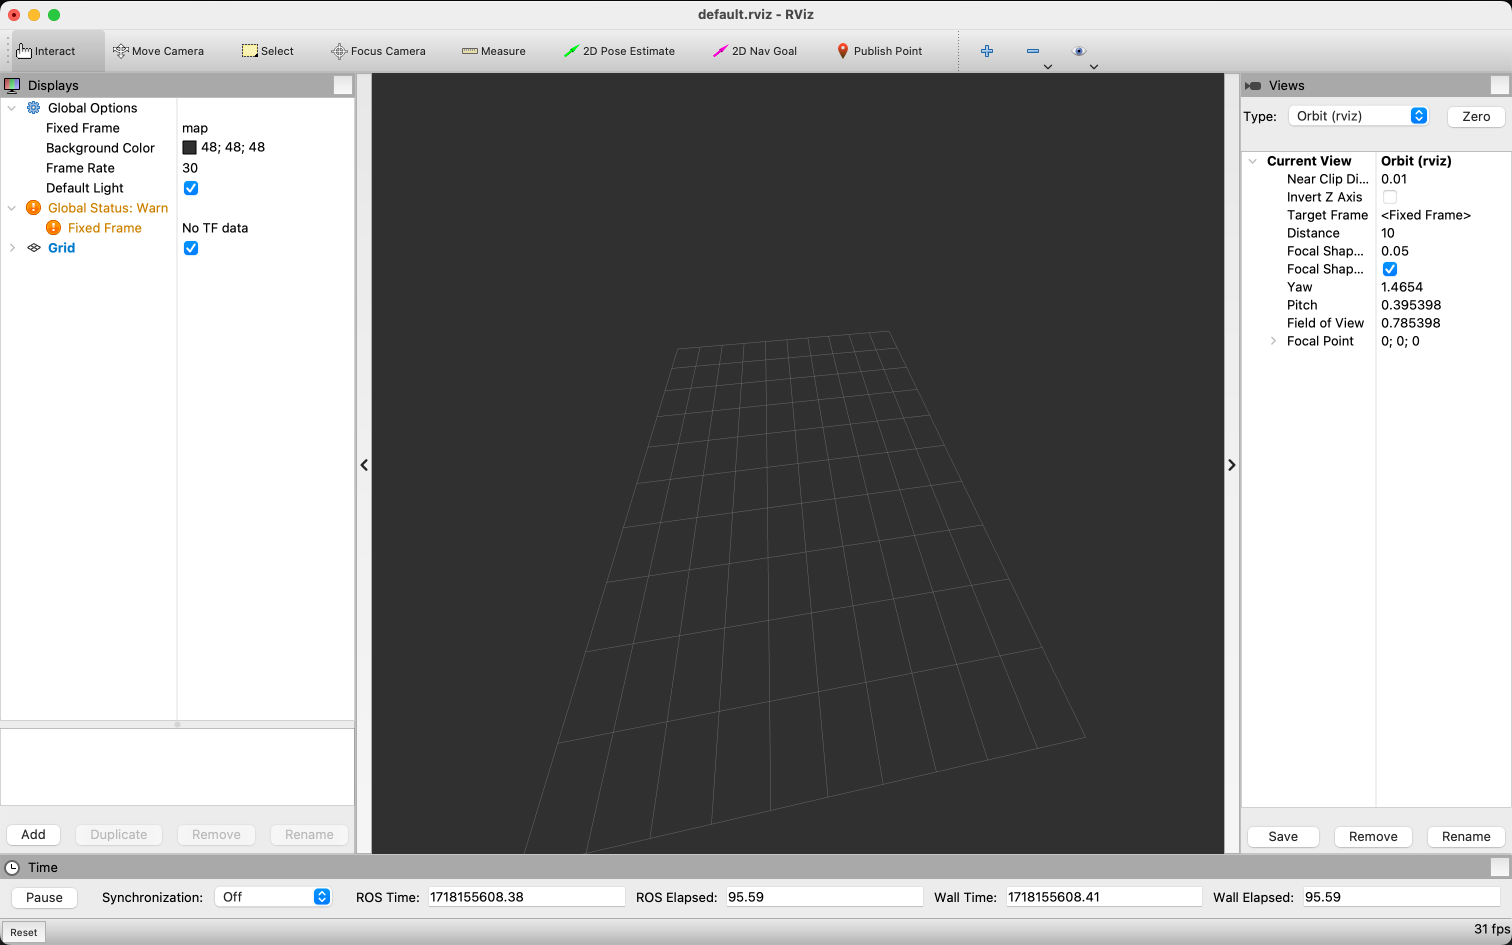 default.rviz - RViz
Interact Move Camera Select Focus Camera Measure 2D Pose Estimate 2D Nav Goal Publish Point
Displays
Global Options
Fixed Frame map
Background Color 48; 48; 48
Frame Rate 30
Default Light
Global Status: Warn
Fixed Frame No TF data
Grid
Add Duplicate Remove Rename
Views
Type: Orbit (rviz) Zero
Current View Orbit (rviz)
Near Clip Di... 0.01
Invert Z Axis
Target Frame <Fixed Frame>
Distance 10
Focal Shap... 0.05
Focal Shap...
Yaw 1.4654
Pitch 0.395398
Field of View 0.785398
Focal Point 0; 0; 0
Save Remove Rename
Time
Pause Synchronization: Off ROS Time: 1718155608.38 ROS Elapsed: 95.59 Wall Time: 1718155608.41 Wall Elapsed: 95.59
Reset 31 fps